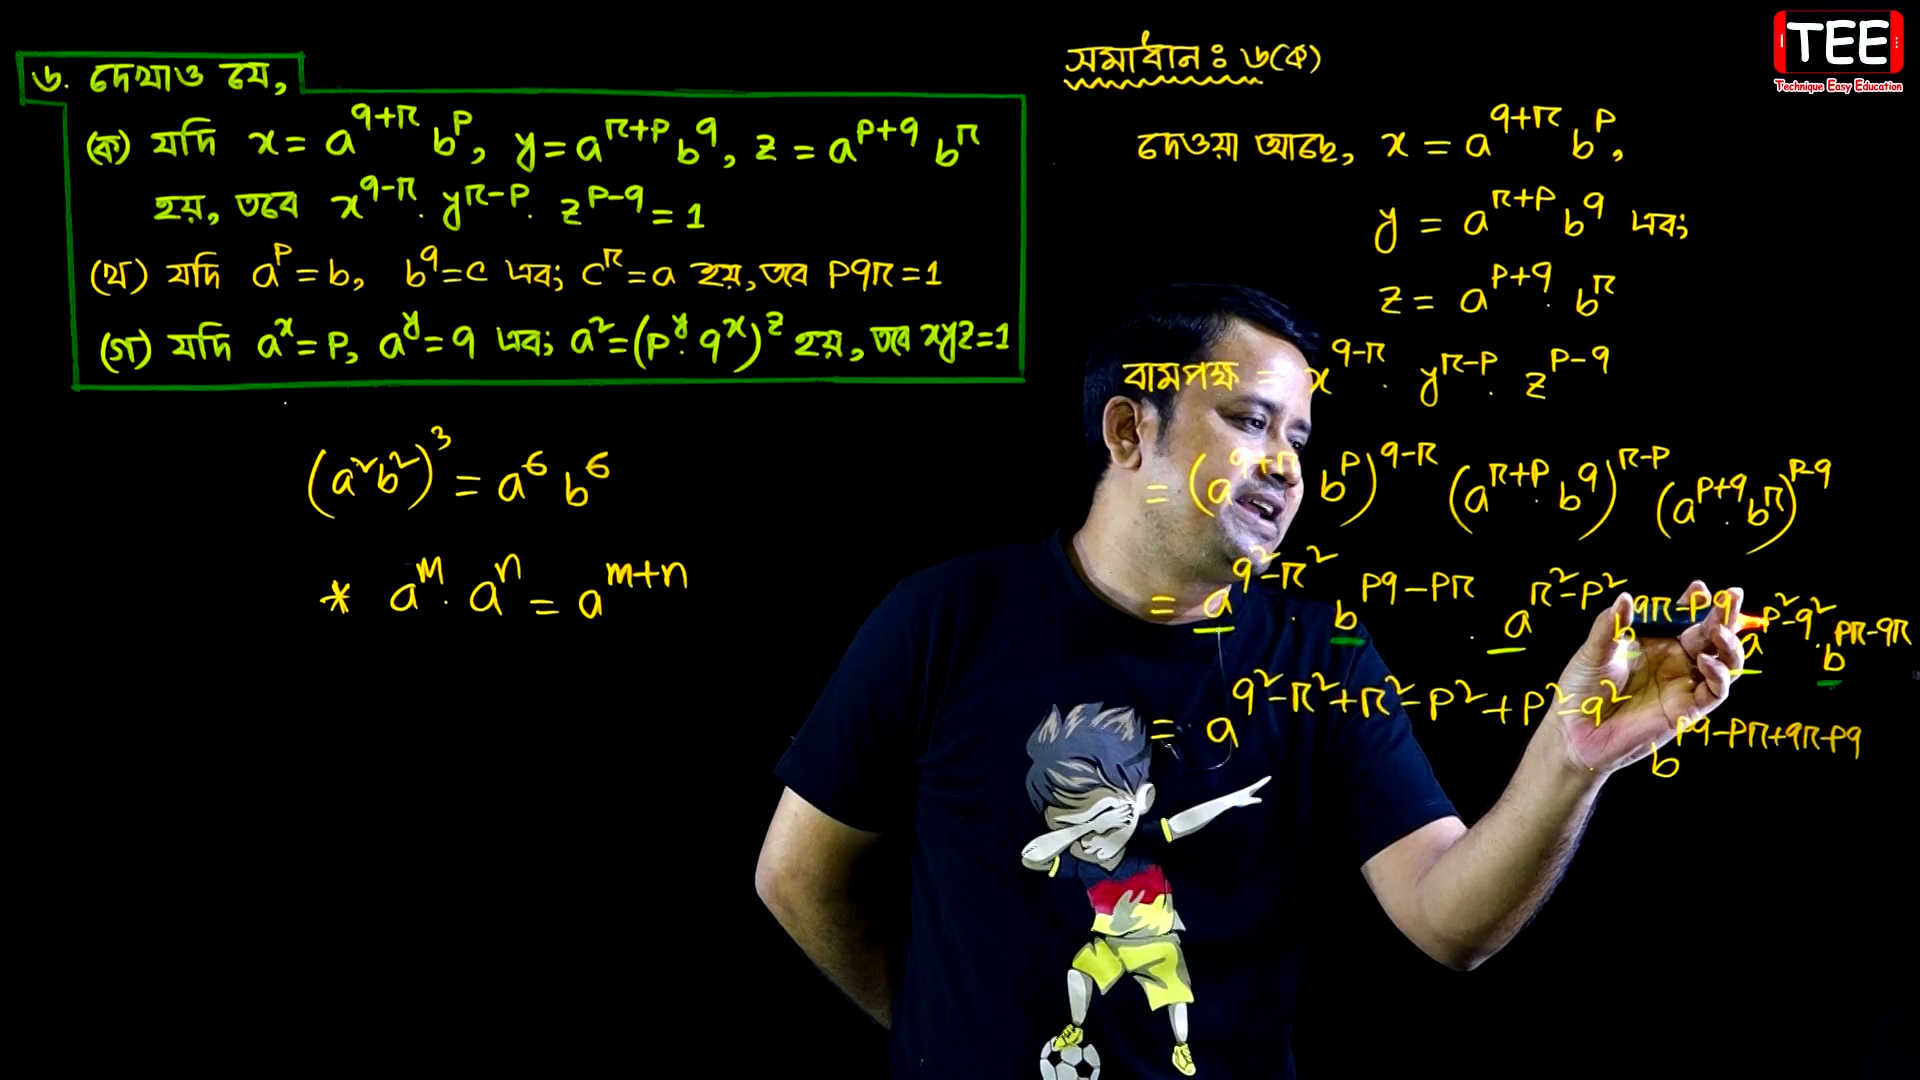 ৬. দেখাও যে,
(ক) যদি x = a^{q+r} b^p, y = a^{r+p} b^q, z = a^{p+q} b^r
হয়, তবে x^{q-r} . y^{r-p} . z^{p-q} = 1
(খ) যদি a^p = b, b^q = c এবং c^r = a হয়, তবে pqr = 1
(গ) যদি a^x = p, a^y = q এবং a^2 = (p^y . q^x)^z হয়, তবে xyz = 1
(a^2 b^2)^3 = a^6 b^6
* a^m . a^n = a^{m+n}
TEE
Technique Easy Education
সমাধান : ৬(ক)
দেওয়া আছে, x = a^{q+r} b^p,
y = a^{r+p} b^q এবং
z = a^{p+q} . b^r
বামপক্ষ = x^{q-r} . y^{r-p} . z^{p-q}
= (a^{q+r} b^p)^{q-r} (a^{r+p} . b^q)^{r-p} (a^{p+q} . b^r)^{p-q}
= a^{q^2-r^2} . b^{pq-pr} . a^{r^2-p^2} b^{qr-pq} a^{p^2-q^2} . b^{pr-qr}
= a^{q^2-r^2+r^2-p^2+p^2-q^2} b^{pq-pr+qr-pq}